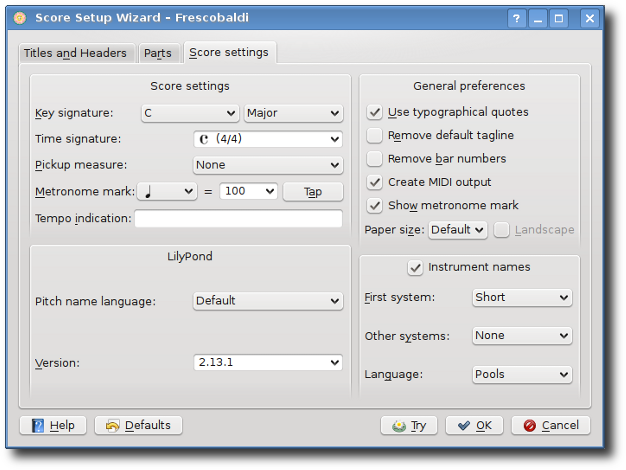 Score Setup Wizard – Frescobaldi
Titles and Headers
Parts
Score settings
Score settings
Key signature:
C
Major
Time signature:
(4/4)
Pickup measure:
None
Metronome mark:
=
100
Tap
Tempo indication:
LilyPond
Pitch name language:
Default
Version:
2.13.1
General preferences
Use typographical quotes
Remove default tagline
Remove bar numbers
Create MIDI output
Show metronome mark
Paper size:
Default
Landscape
Instrument names
First system:
Short
Other systems:
None
Language:
Pools
Help
Defaults
Try
OK
Cancel